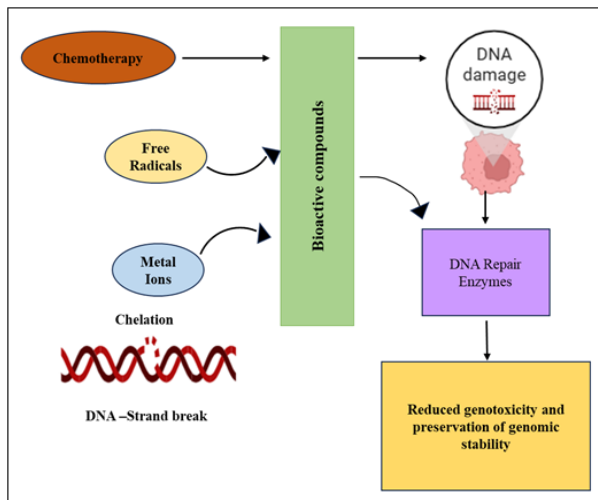 Chemotherapy
DNA
damage
Free
Radicals
Bioactive compounds
Metal
Ions
DNA Repair
Enzymes
Chelation
DNA –Strand break
Reduced genotoxicity and
preservation of genomic
stability